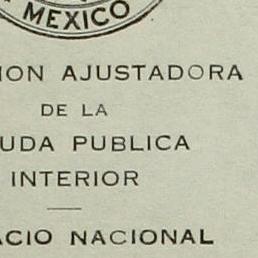 MEXICO
ION AJUSTADORA
DE LA
UDA PUBLICA
INTERIOR
ACIO NACIONAL